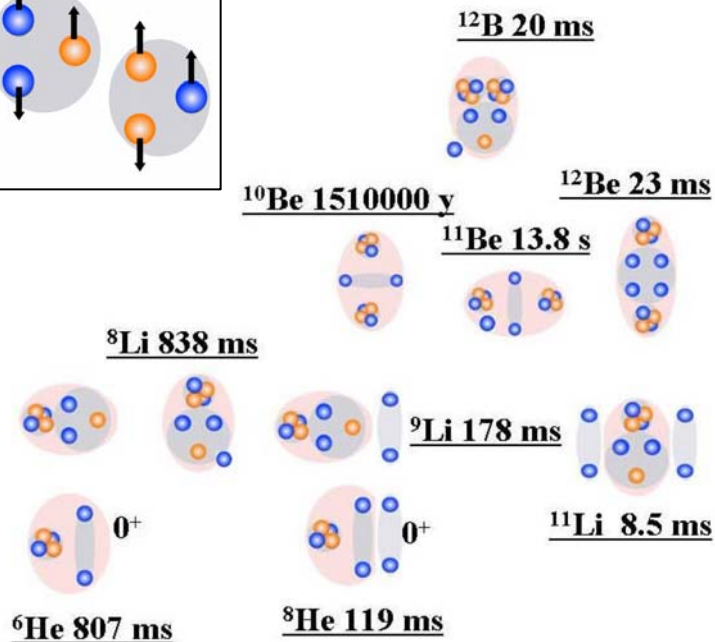 ¹²B 20 ms
¹²Be 23 ms
¹⁰Be 1510000 y
¹¹Be 13.8 s
⁸Li 838 ms
⁹Li 178 ms
¹¹Li 8.5 ms
0⁺
0⁺
⁶He 807 ms
⁸He 119 ms